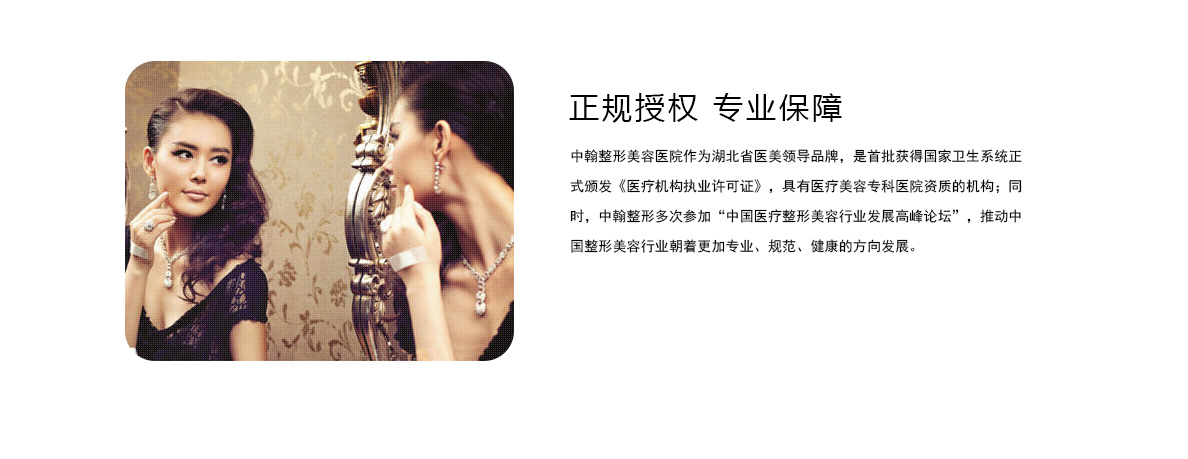 正规授权 专业保障
中翰整形美容医院作为湖北省医美领导品牌，是首批获得国家卫生系统正
式颁发《医疗机构执业许可证》，具有医疗美容专科医院资质的机构；同
时，中翰整形多次参加“中国医疗整形美容行业发展高峰论坛”，推动中
国整形美容行业朝着更加专业、规范、健康的方向发展。